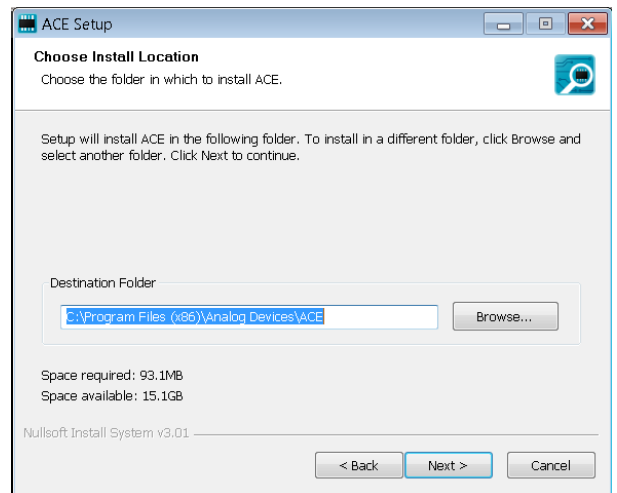 ACE Setup
Choose Install Location
Choose the folder in which to install ACE.
Setup will install ACE in the following folder. To install in a different folder, click Browse and
select another folder. Click Next to continue.
Destination Folder
C:\Program Files (x86)\Analog Devices\ACE
Browse...
Space required: 93.1MB
Space available: 15.1GB
Nullsoft Install System v3.01
< Back
Next >
Cancel